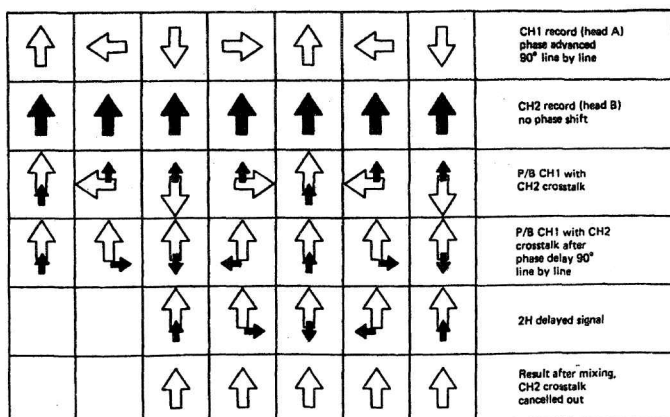 CH1 record (head A)
phase advanced
90° line by line
CH2 record (head B)
no phase shift
P/B CH1 with
CH2 crosstalk
P/B CH1 with CH2
crosstalk after
phase delay 90°
line by line
2H delayed signal
Result after mixing,
CH2 crosstalk
cancelled out